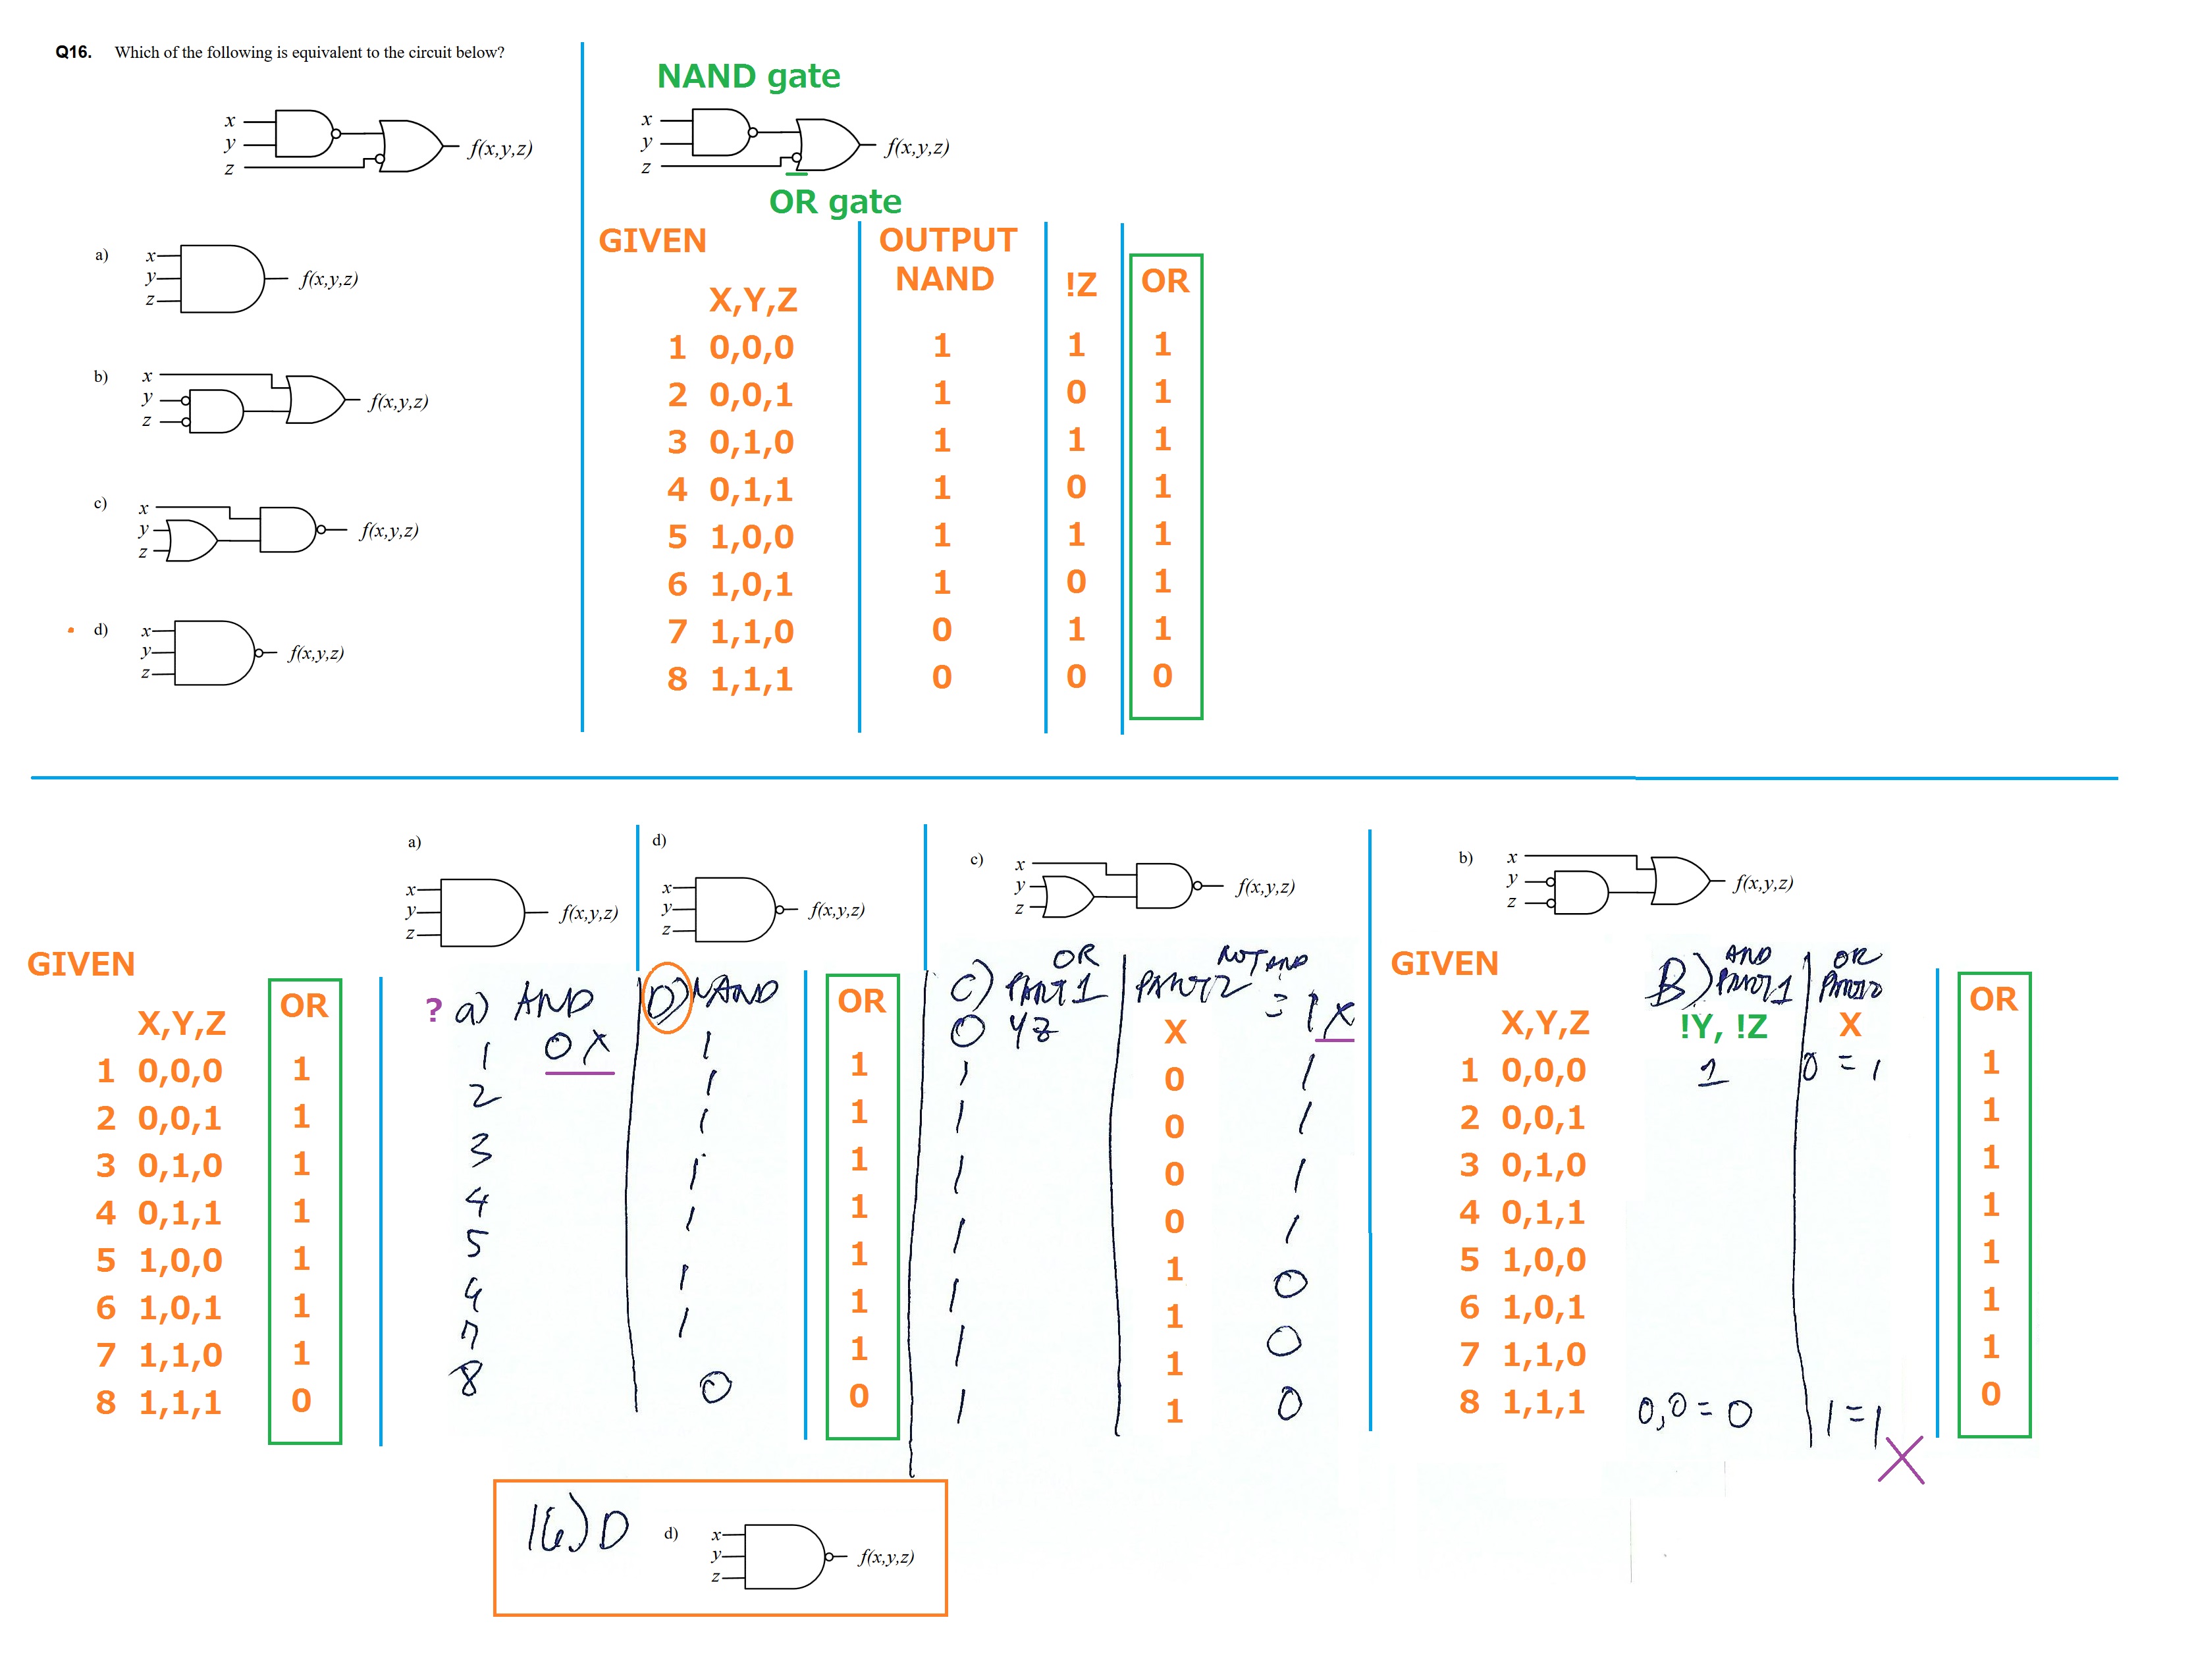 Q16. Which of the following is equivalent to the circuit below?
x
y
z
f(x,y,z)
a) x
y
z
f(x,y,z)
b) x
y
z
f(x,y,z)
c) x
y
z
f(x,y,z)
d) x
y
z
f(x,y,z)
NAND gate
x
y
z
f(x,y,z)
OR gate
GIVEN OUTPUT
NAND !Z OR
X,Y,Z
1 0,0,0 1 1 1
2 0,0,1 1 0 1
3 0,1,0 1 1 1
4 0,1,1 1 0 1
5 1,0,0 1 1 1
6 1,0,1 1 0 1
7 1,1,0 0 1 1
8 1,1,1 0 0 0
a)
x
y
z
f(x,y,z)
d)
x
y
z
f(x,y,z)
c) x
y
z
f(x,y,z)
b) x
y
z
f(x,y,z)
GIVEN
X,Y,Z OR
1 0,0,0 1
2 0,0,1 1
3 0,1,0 1
4 0,1,1 1
5 1,0,0 1
6 1,0,1 1
7 1,1,0 1
8 1,1,1 0
? a) AND
1 0 X
2
3
4
5
7
8
D) NAND
1
1
1
1
1
1
1
0
OR
1
1
1
1
1
1
1
0
C) OR
PART 1
0 YZ
1
1
1
1
1
1
1
PART 2 NOT AND
X = 1 X
0 1
0 1
0 1
0 1
1 0
1 0
1 0
1
GIVEN
X,Y,Z
1 0,0,0
2 0,0,1
3 0,1,0
4 0,1,1
5 1,0,0
6 1,0,1
7 1,1,0
8 1,1,1
B) AND
PART 1
!Y, !Z
1
0,0 = 0
OR
X
0 = 1
1 = 1
X
OR
1
1
1
1
1
1
1
0
16) D d) x
y
z
f(x,y,z)